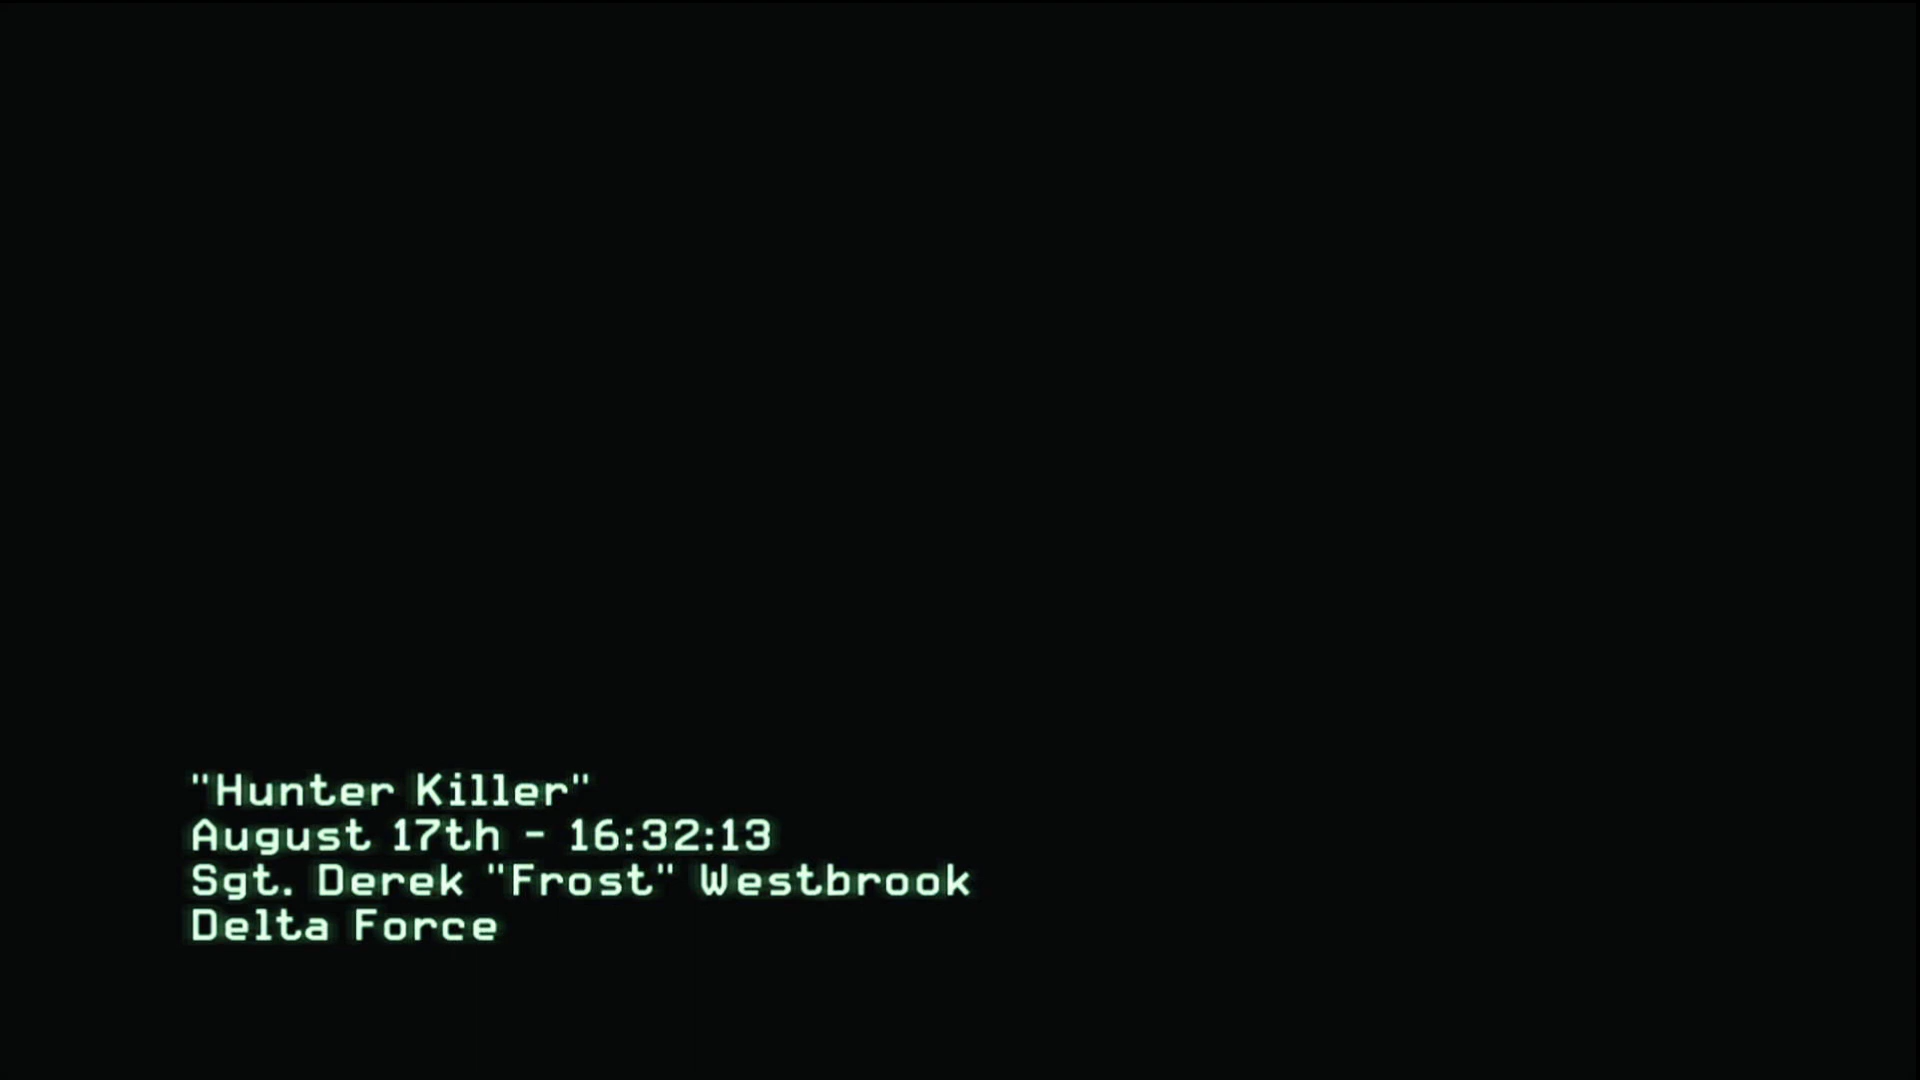 "Hunter Killer"
August 17th - 16:32:13
Sgt. Derek "Frost" Westbrook
Delta Force